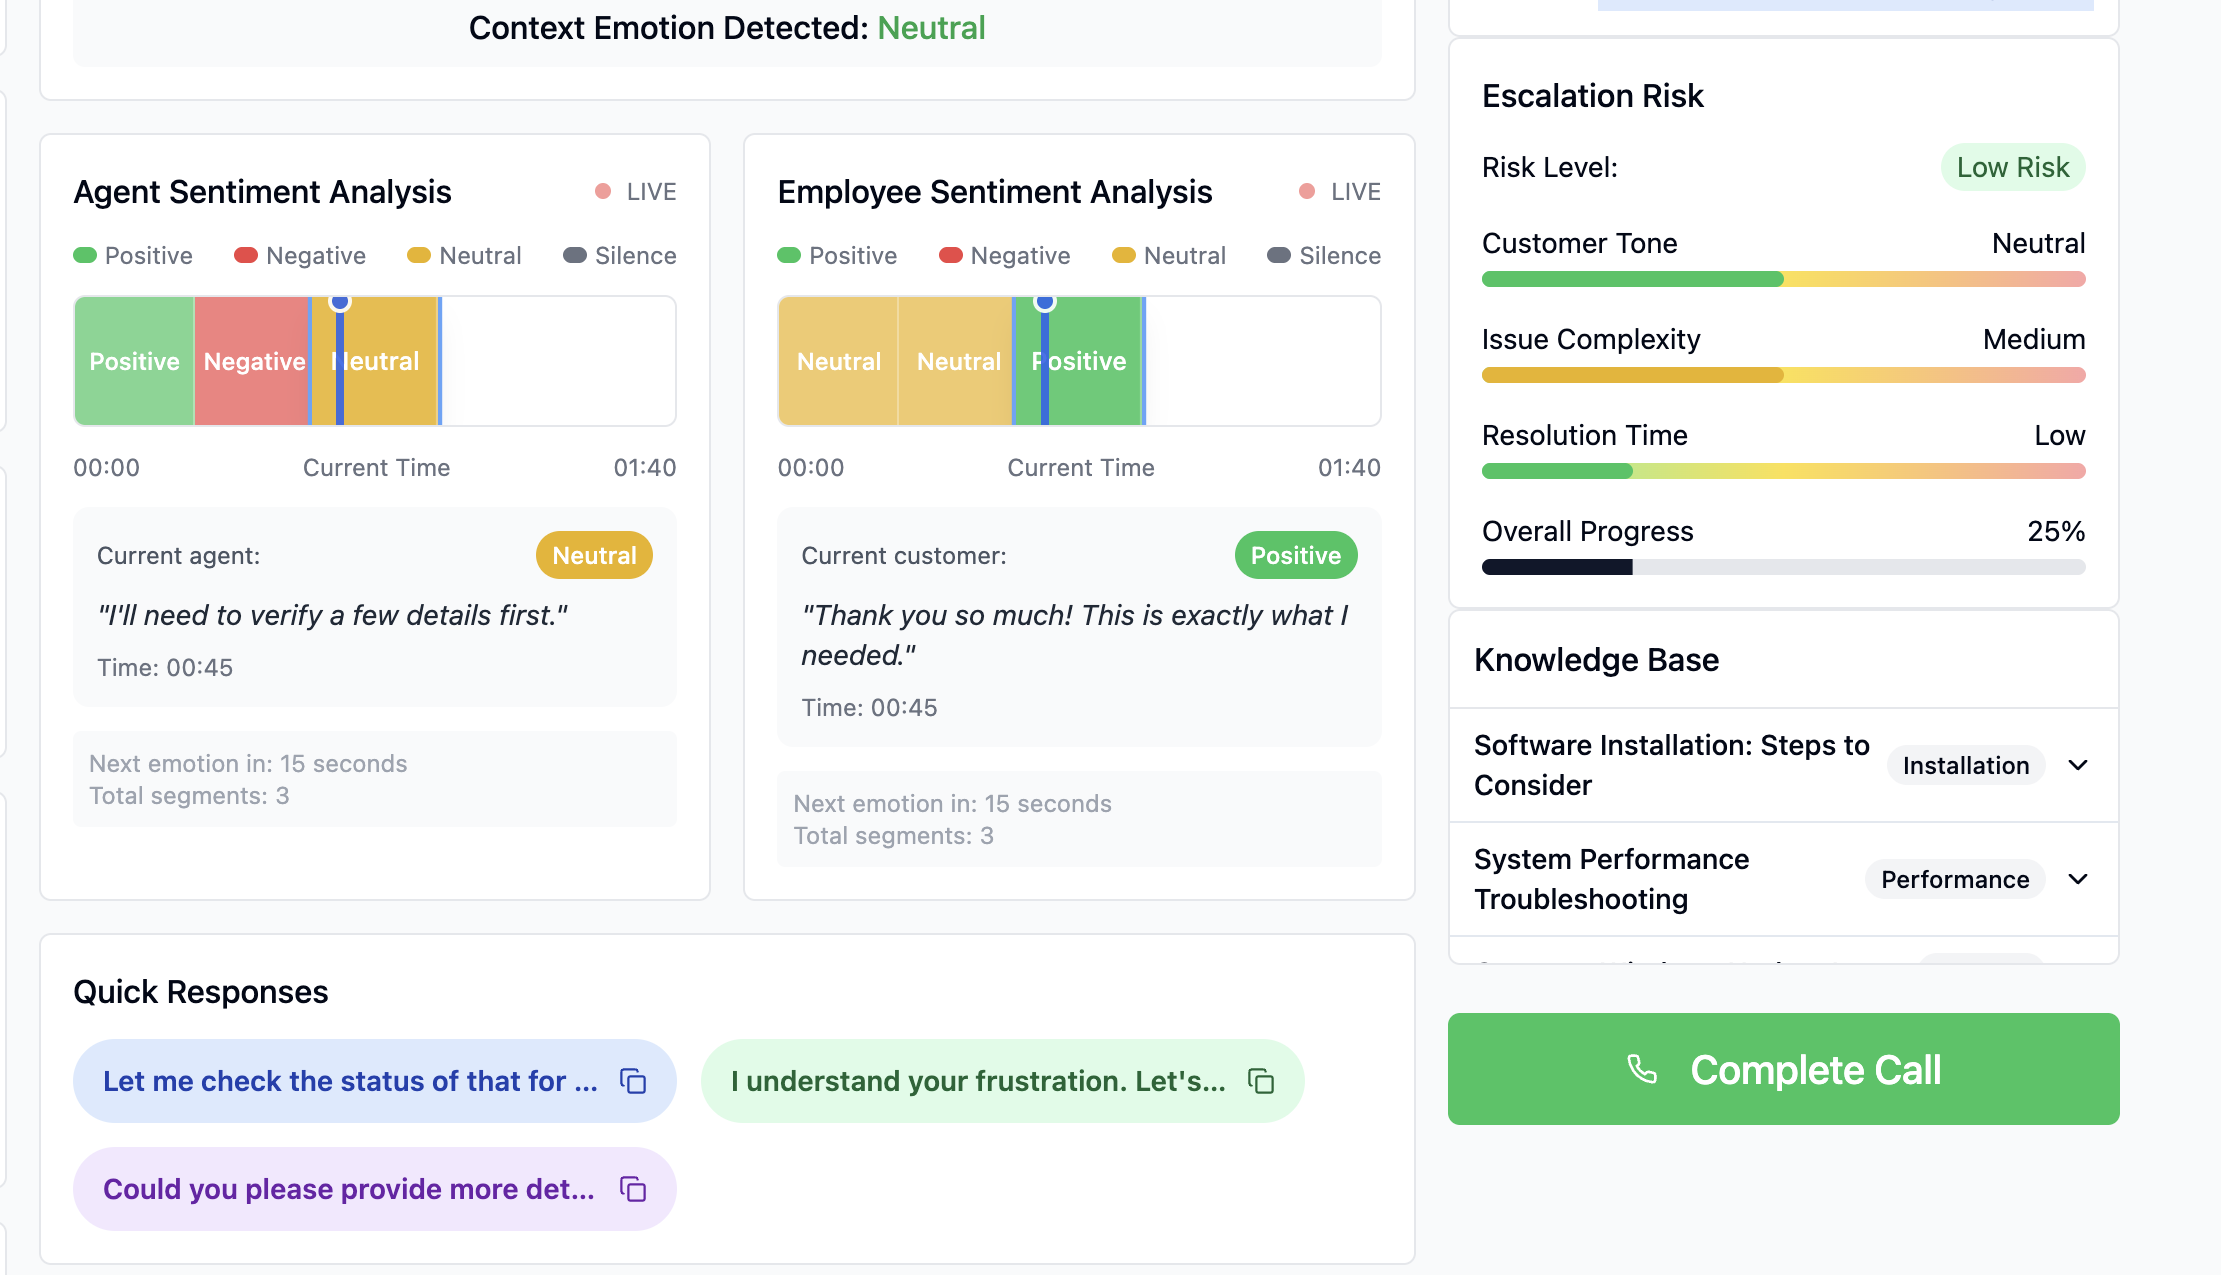 Context Emotion Detected: Neutral
Agent Sentiment Analysis
LIVE
Positive
Negative
Neutral
Silence
Positive
Negative
Neutral
00:00
Current Time
01:40
Current agent:
Neutral
"I'll need to verify a few details first."
Time: 00:45
Next emotion in: 15 seconds
Total segments: 3
Employee Sentiment Analysis
LIVE
Positive
Negative
Neutral
Silence
Neutral
Neutral
Positive
00:00
Current Time
01:40
Current customer:
Positive
"Thank you so much! This is exactly what I
needed."
Time: 00:45
Next emotion in: 15 seconds
Total segments: 3
Quick Responses
Let me check the status of that for ...
I understand your frustration. Let's...
Could you please provide more det...
Escalation Risk
Risk Level:
Low Risk
Customer Tone
Neutral
Issue Complexity
Medium
Resolution Time
Low
Overall Progress
25%
Knowledge Base
Software Installation: Steps to
Consider
Installation
System Performance
Troubleshooting
Performance
Complete Call